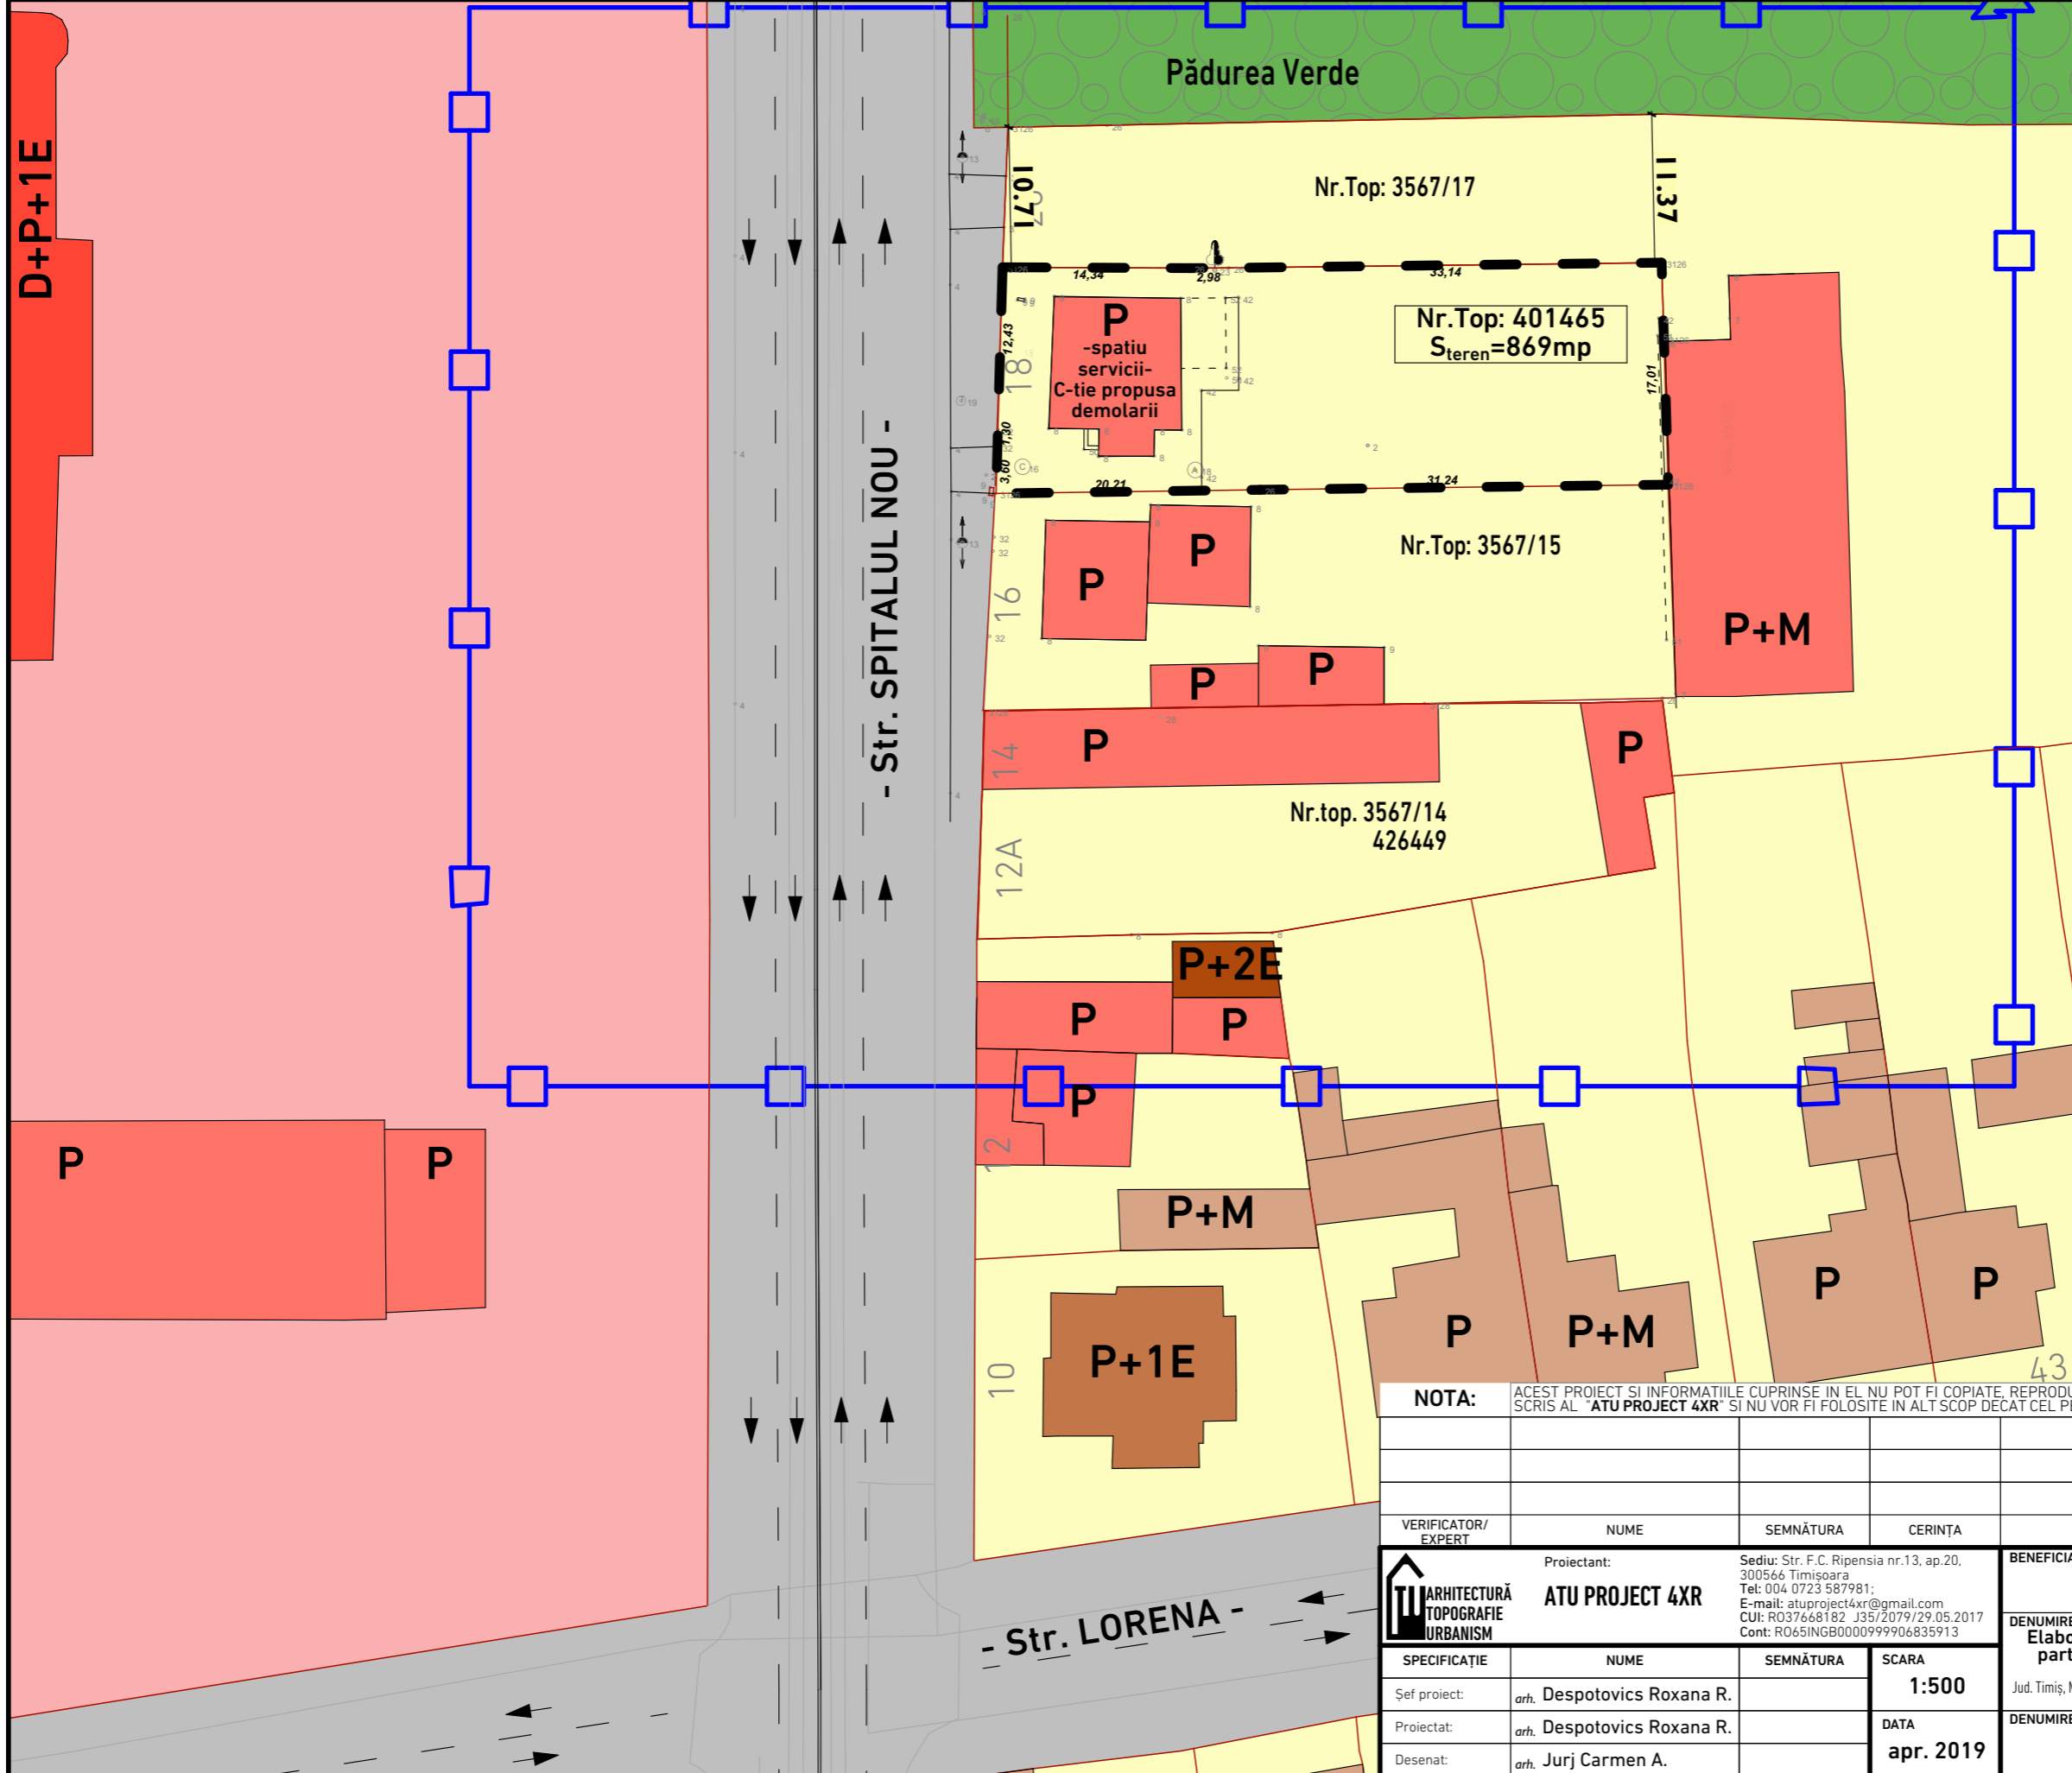 Pădurea Verde
D+P+1E
10.71
11.37
Nr.Top: 3567/17
14,34
2,98
33,14
12,43
P
-spatiu
servicii-
C-tie propusa
demolarii
Nr.Top: 401465
Steren=869mp
18
17,01
1,30
3,60
20,21
31,24
- Str. SPITALUL NOU -
P
P
Nr.Top: 3567/15
16
P+M
P
P
14
P
P
Nr.top. 3567/14
426449
12A
P+2E
P
P
P
12
P
P
P+M
P+1E
10
P
P+M
P
P
43
- Str. LORENA -
NOTA:
ACEST PROIECT SI INFORMATIILE CUPRINSE IN EL NU POT FI COPIATE,
SCRIS AL "ATU PROJECT 4XR" SI NU VOR FI FOLOSITE IN ALT SCOP DECAT CEL
VERIFICATOR/
EXPERT
NUME
SEMNĂTURA
CERINȚA
ARHITECTURĂ
TOPOGRAFIE
URBANISM
Proiectant:
ATU PROJECT 4XR
Sediu: Str. F.C. Ripensia nr.13, ap.20,
300566 Timișoara
Tel: 004 0723 587981;
E-mail: atuproject4xr@gmail.com
CUI: RO37668182 J35/2079/29.05.2017
Cont: RO65INGB0000999906835913
SPECIFICAȚIE
NUME
SEMNĂTURA
SCARA
1:500
Șef proiect:
arh. Despotovics Roxana R.
Proiectat:
arh. Despotovics Roxana R.
Desenat:
arh. Jurj Carmen A.
DATA
apr. 2019
Jud. Timiș,